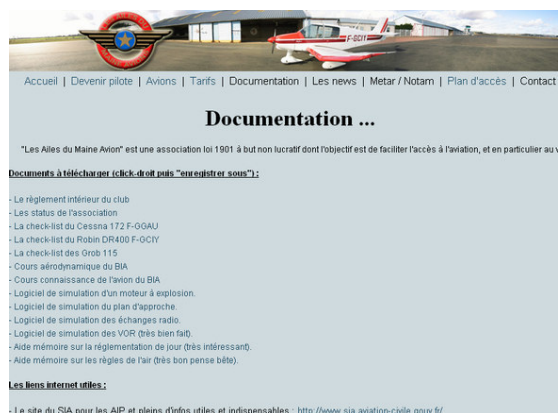 F-GCIY
Accueil | Devenir pilote | Avions | Tarifs | Documentation | Les news | Metar / Notam | Plan d'accès | Contact
Documentation ...
"Les Ailes du Maine Avion" est une association loi 1901 à but non lucratif dont l'objectif est de faciliter l'accès à l'aviation, et en particulier au v
Documents à télécharger (click-droit puis "enregistrer sous") :
- Le règlement intérieur du club
- Les status de l'association
- La check-list du Cessna 172 F-GGAU
- La check-list du Robin DR400 F-GCIY
- La check-list des Grob 115
- Cours aérodynamique du BIA
- Cours connaissance de l'avion du BIA
- Logiciel de simulation d'un moteur à explosion.
- Logiciel de simulation du plan d'approche.
- Logiciel de simulation des échanges radio.
- Logiciel de simulation des VOR (très bien fait).
- Aide mémoire sur la réglementation de jour (très intéressant).
- Aide mémoire sur les règles de l'air (très bon pense bête).
Les liens internet utiles :
- Le site du SIA pour les AIP et pleins d'infos utiles et indispensables : http://www.sia.aviation-civile.gouv.fr/